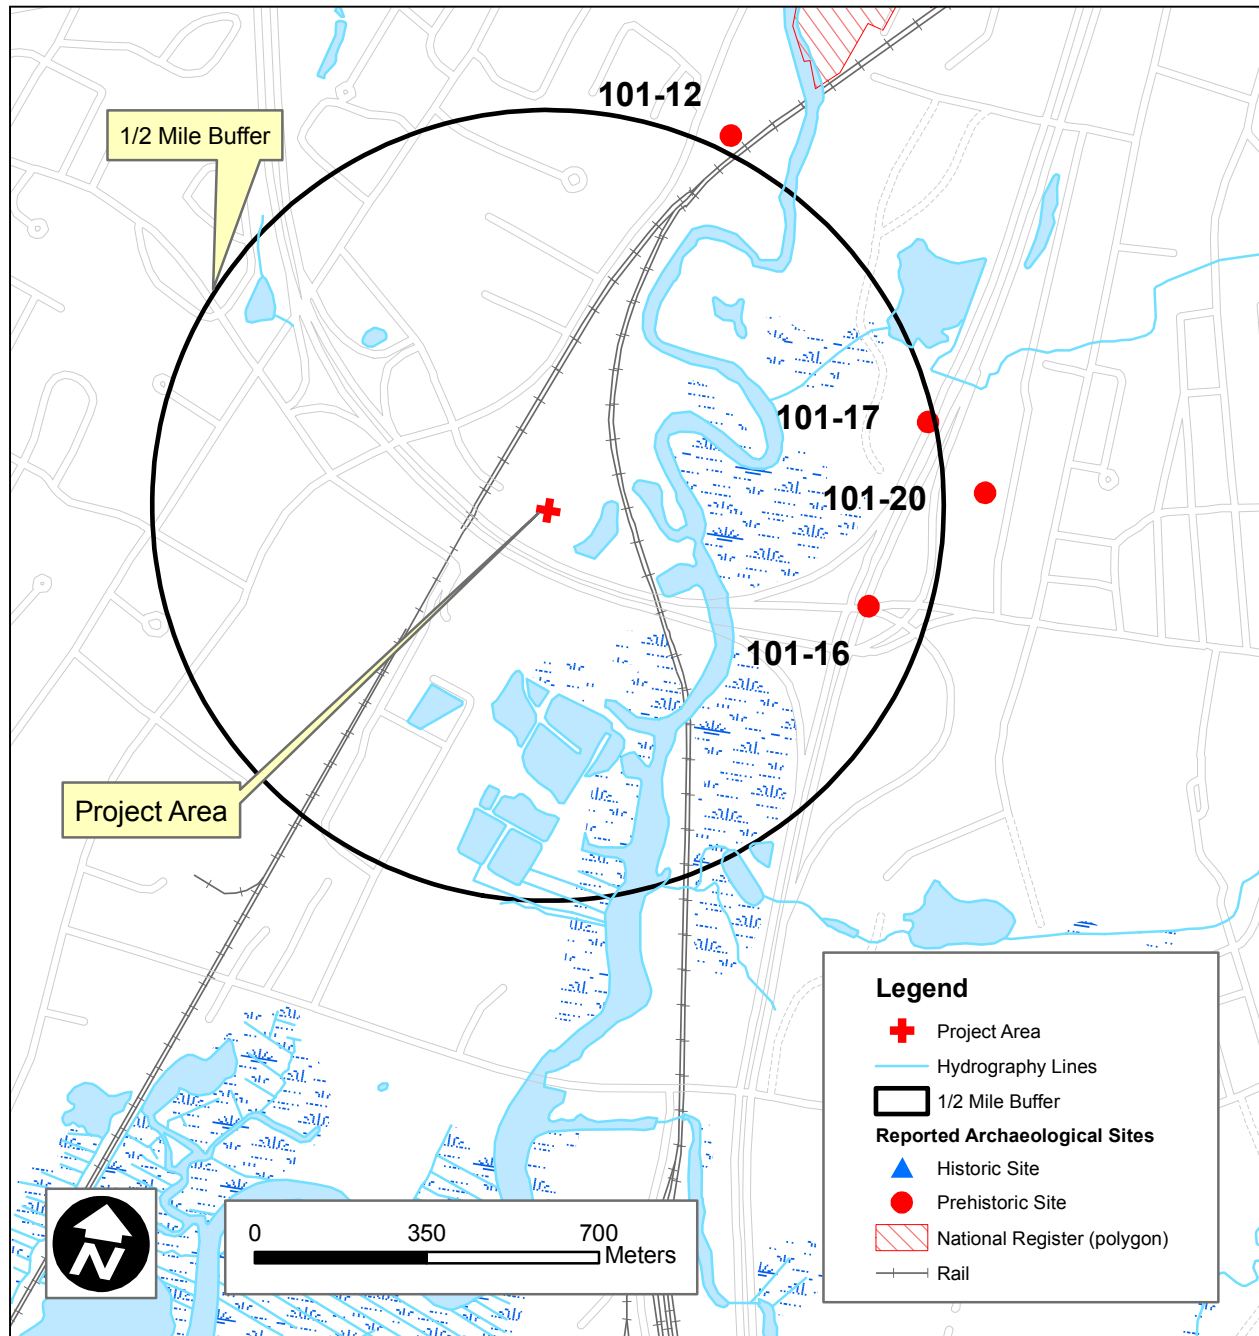 101-12
1/2 Mile Buffer
101-17
101-20
101-16
Project Area
Legend
Project Area
Hydrography Lines
1/2 Mile Buffer
Reported Archaeological Sites
Historic Site
Prehistoric Site
National Register (polygon)
Rail
N
0 350 700
Meters